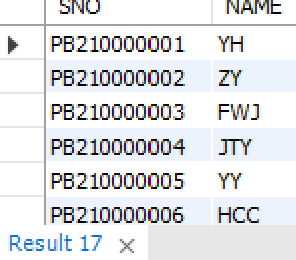 SNO NAME
PB210000001 YH
PB210000002 ZY
PB210000003 FWJ
PB210000004 JTY
PB210000005 YY
PB210000006 HCC
Result 17 ×